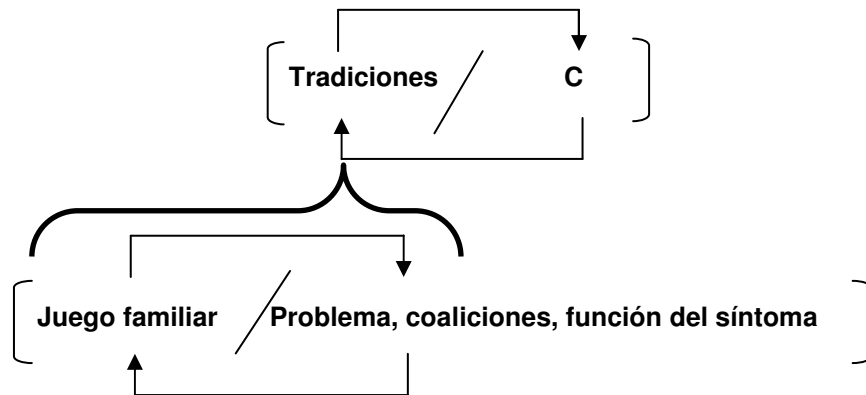 Tradiciones / C
Juego familiar / Problema, coaliciones, función del síntoma